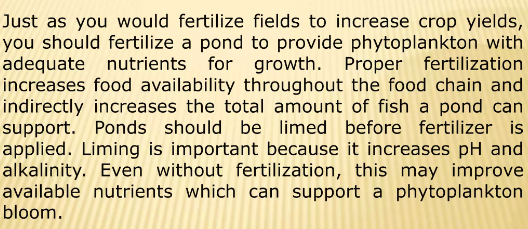 Just as you would fertilize fields to increase crop yields,
you should fertilize a pond to provide phytoplankton with
adequate nutrients for growth. Proper fertilization
increases food availability throughout the food chain and
indirectly increases the total amount of fish a pond can
support. Ponds should be limed before fertilizer is
applied. Liming is important because it increases pH and
alkalinity. Even without fertilization, this may improve
available nutrients which can support a phytoplankton
bloom.